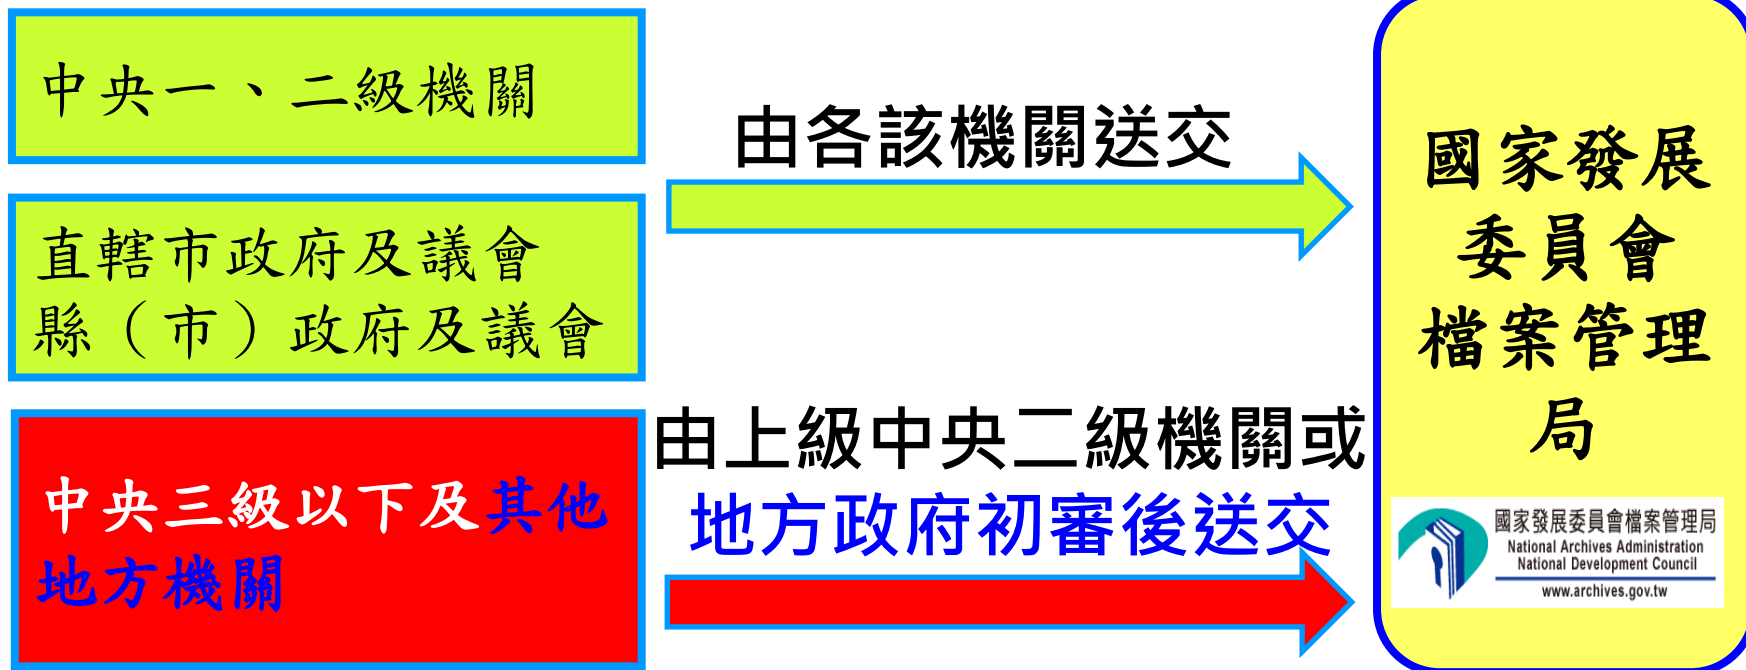 中央一、二級機關
直轄市政府及議會
縣（市）政府及議會
中央三級以下及其他
地方機關
由各該機關送交
由上級中央二級機關或
地方政府初審後送交
國家發展
委員會
檔案管理
局
國家發展委員會檔案管理局
National Archives Administration
National Development Council
www.archives.gov.tw